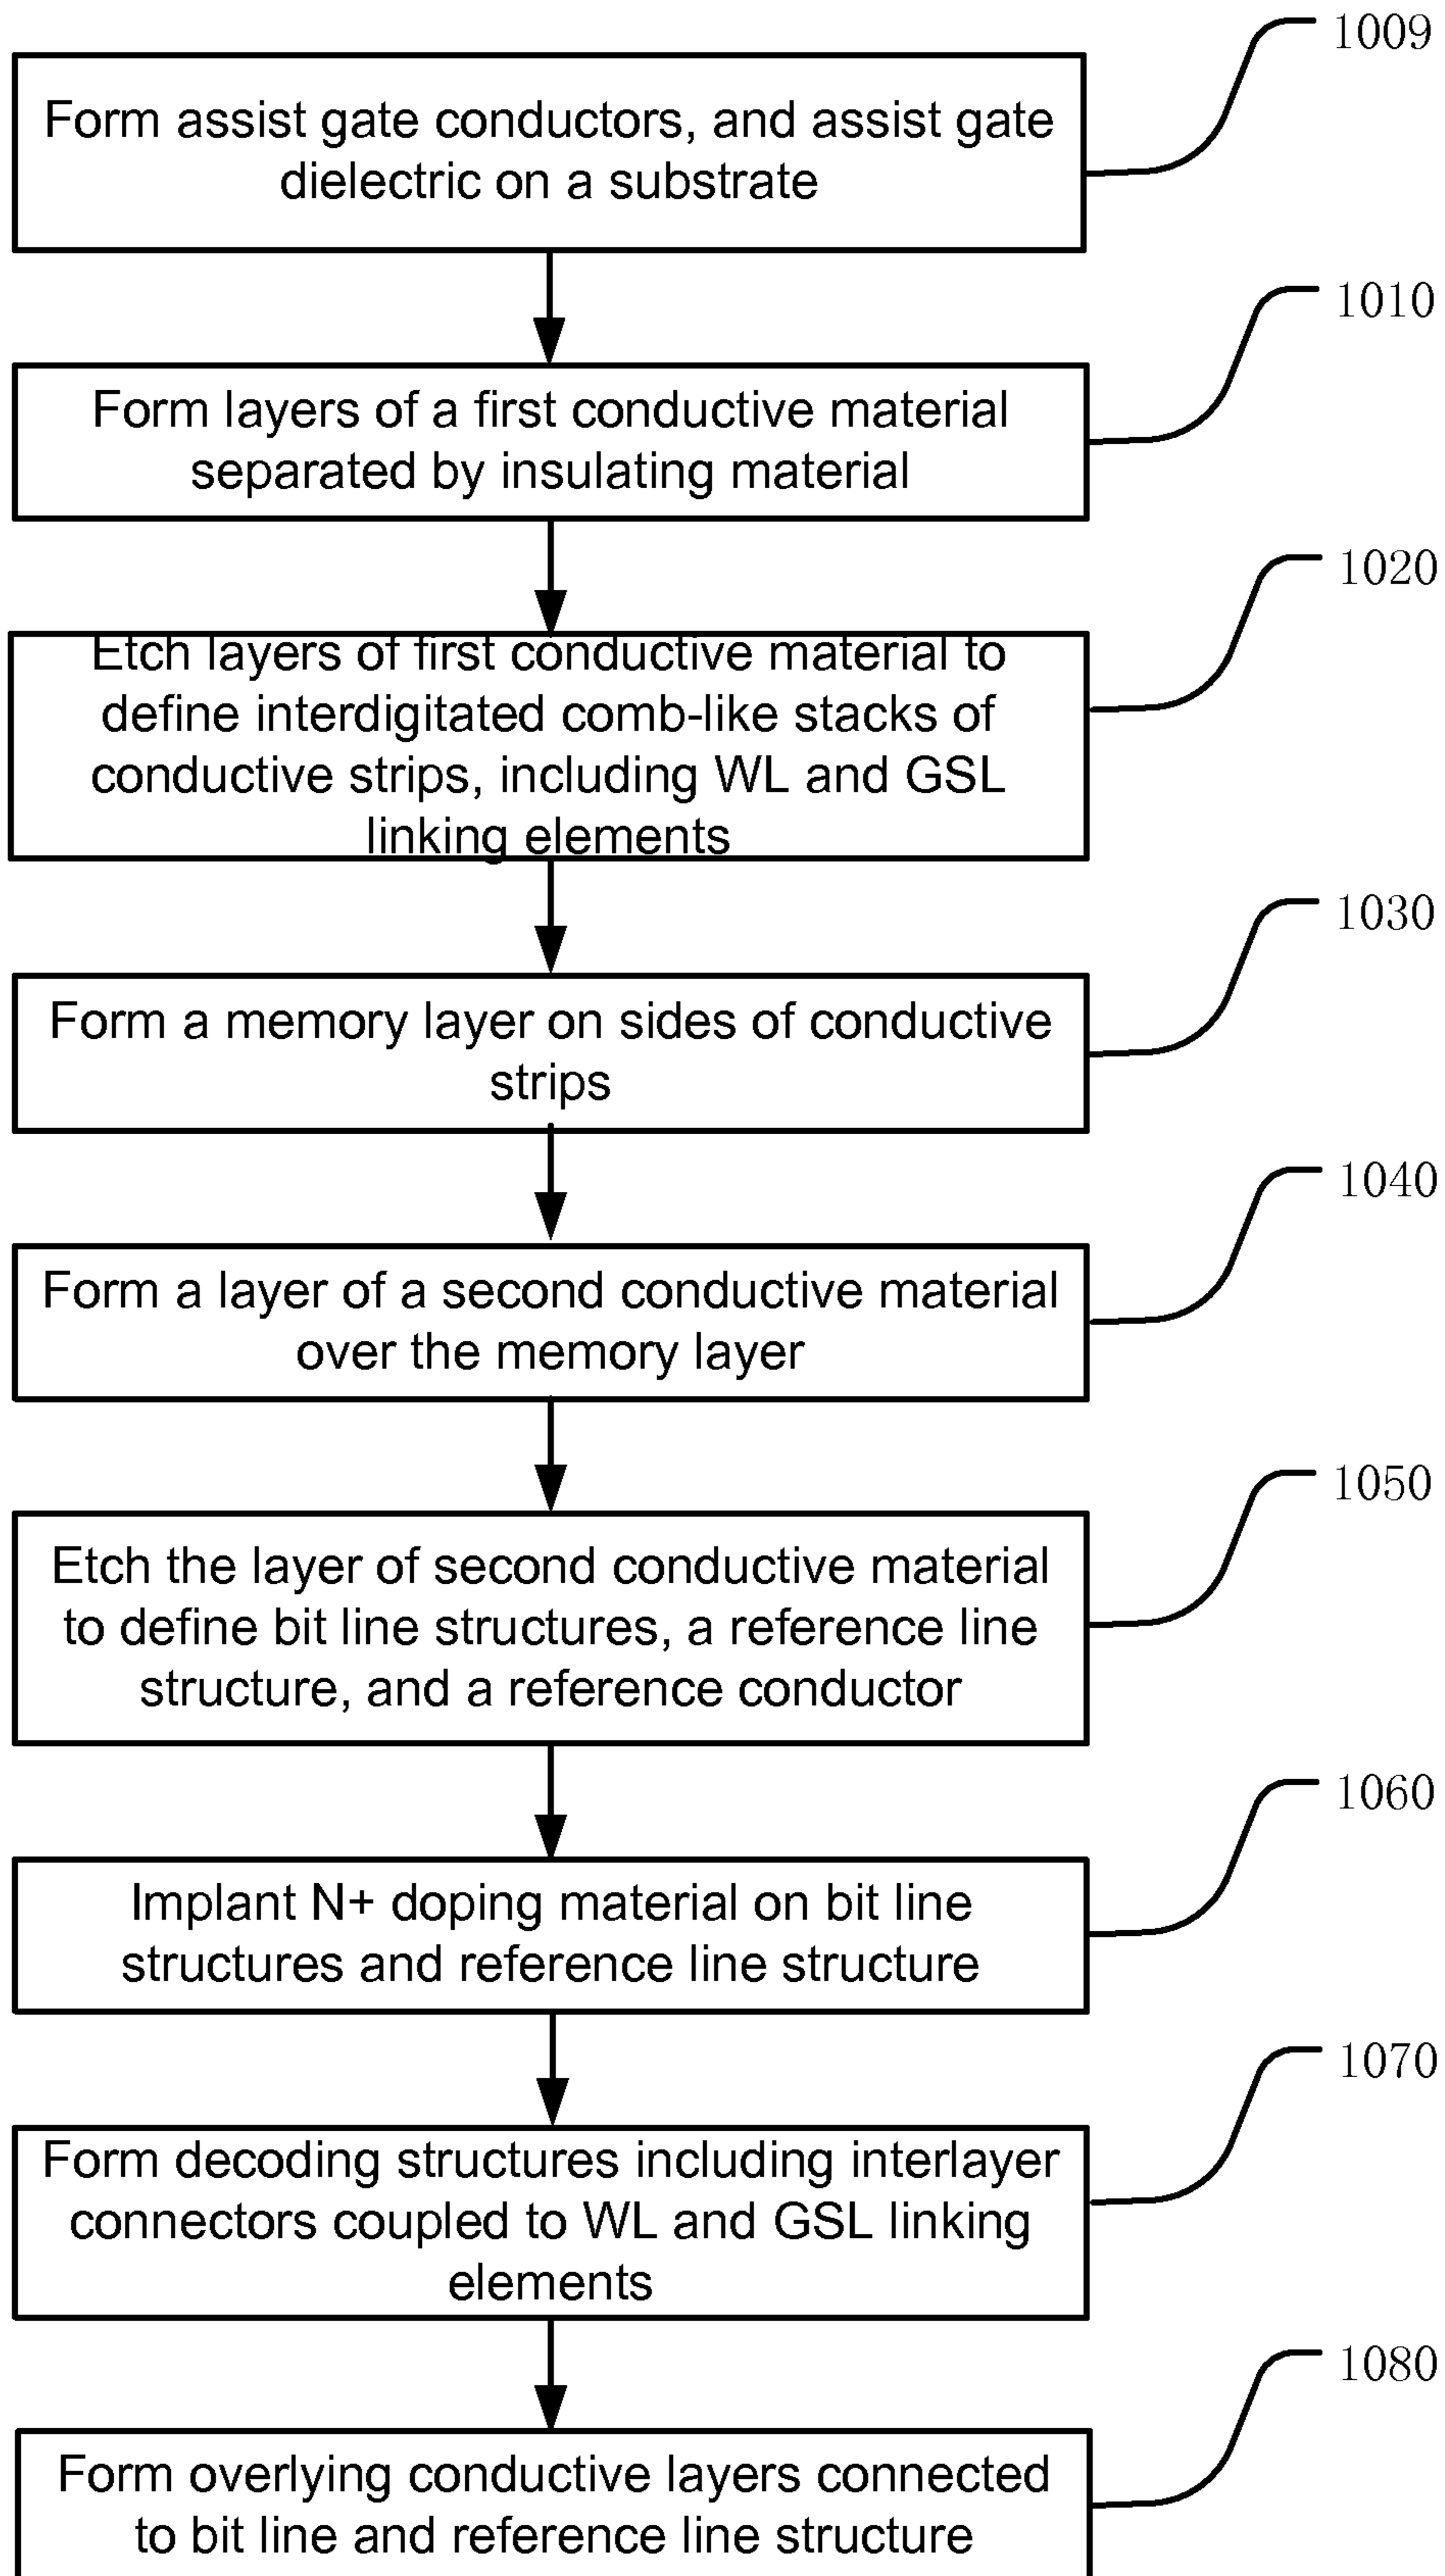 1009
Form assist gate conductors, and assist gate
dielectric on a substrate
1010
Form layers of a first conductive material
separated by insulating material
1020
Etch layers of first conductive material to
define interdigitated comb-like stacks of
conductive strips, including WL and GSL
linking elements
1030
Form a memory layer on sides of conductive
strips
1040
Form a layer of a second conductive material
over the memory layer
1050
Etch the layer of second conductive material
to define bit line structures, a reference line
structure, and a reference conductor
1060
Implant N+ doping material on bit line
structures and reference line structure
1070
Form decoding structures including interlayer
connectors coupled to WL and GSL linking
elements
1080
Form overlying conductive layers connected
to bit line and reference line structure